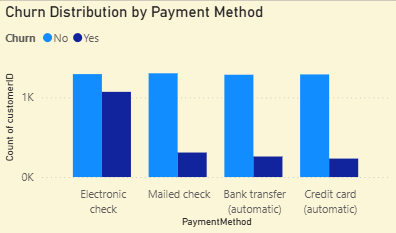 Churn Distribution by Payment Method
Churn No Yes
Count of customerID
1K
0K
Electronic check
Mailed check
Bank transfer (automatic)
Credit card (automatic)
PaymentMethod